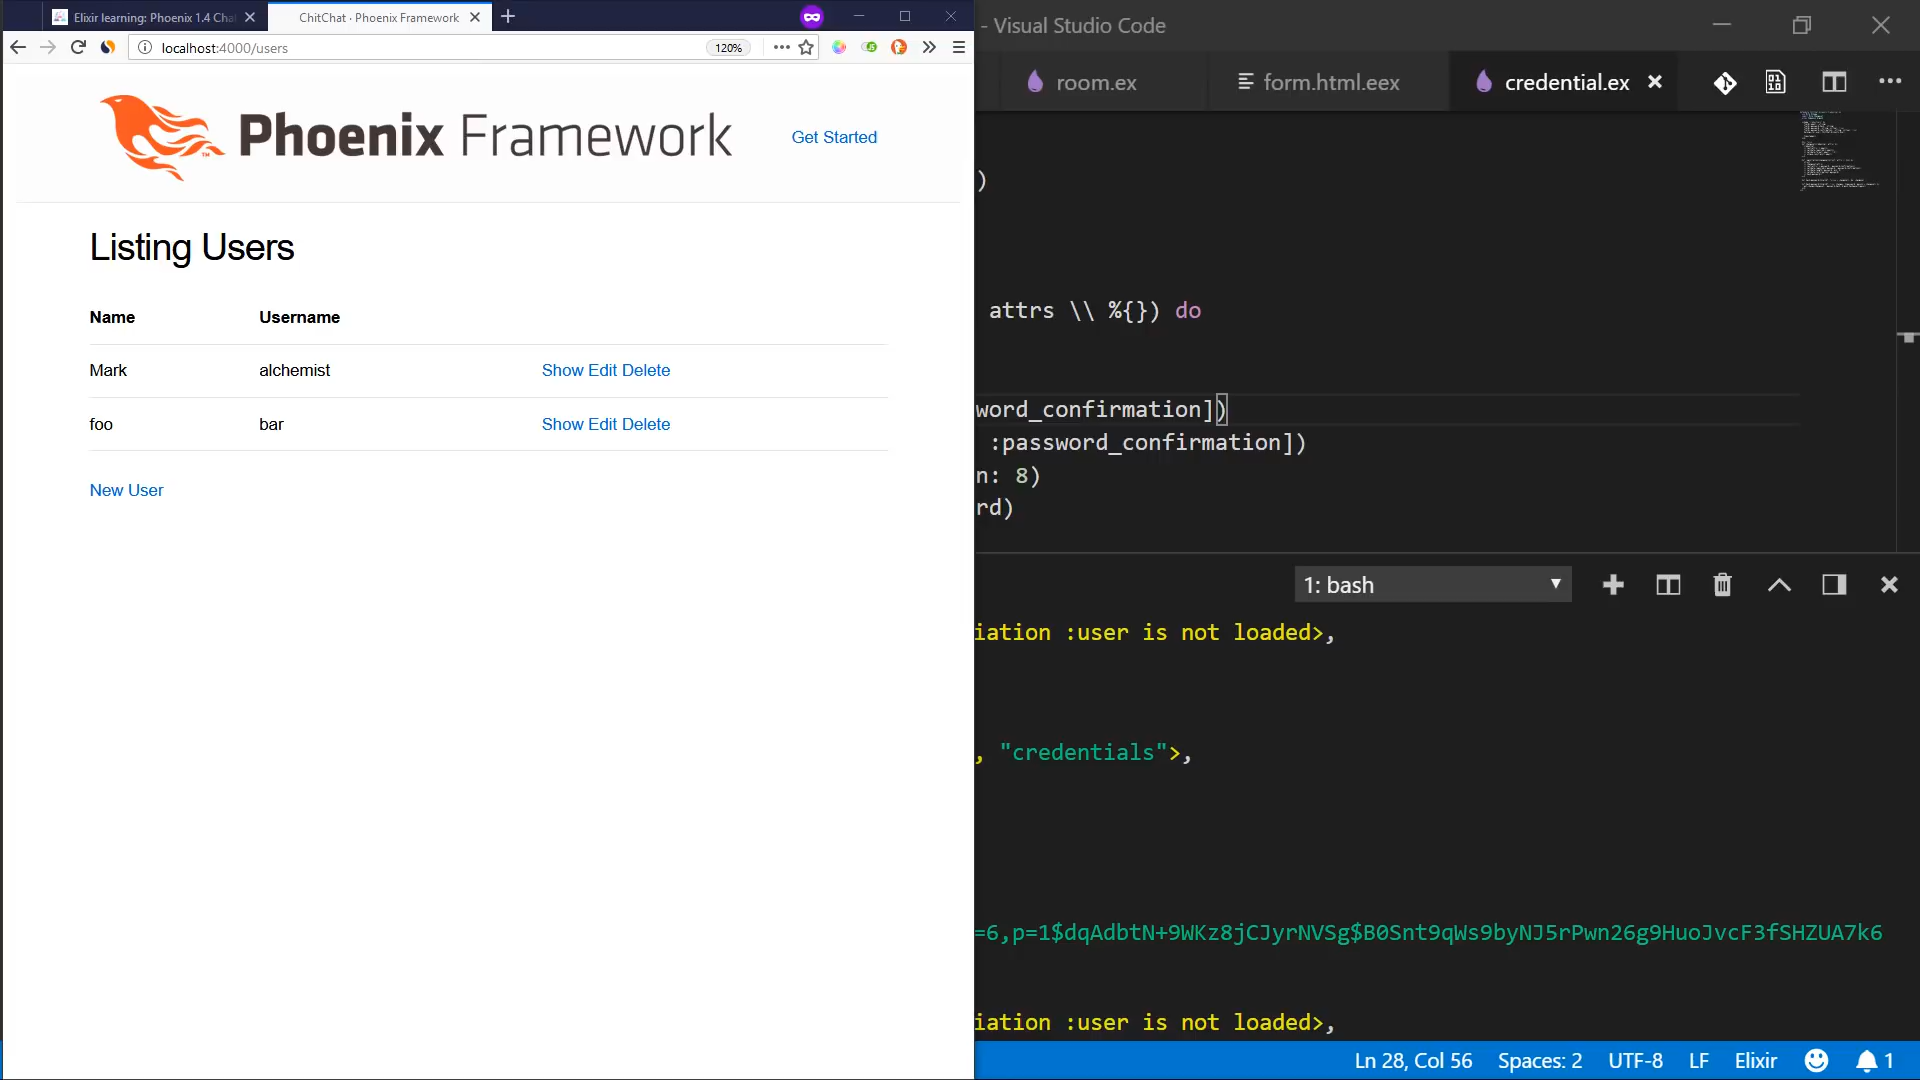 Elixir learning: Phoenix 1.4 Cha
ChitChat · Phoenix Framework
localhost:4000/users
120%
Phoenix Framework
TM
Get Started
Listing Users
Name Username
Mark alchemist Show Edit Delete
foo bar Show Edit Delete
New User
- Visual Studio Code
room.ex
form.html.eex
credential.ex
)
attrs \\ %{}) do
word_confirmation])
:password_confirmation])
n: 8)
rd)
1: bash
iation :user is not loaded>,
, "credentials">,
=6,p=1$dqAdbtN+9WKz8jCJyrNVSg$B0Snt9qWs9byNJ5rPwn26g9HuoJvcF3fSHZUA7k6
iation :user is not loaded>,
Ln 28, Col 56 Spaces: 2 UTF-8 LF Elixir 1